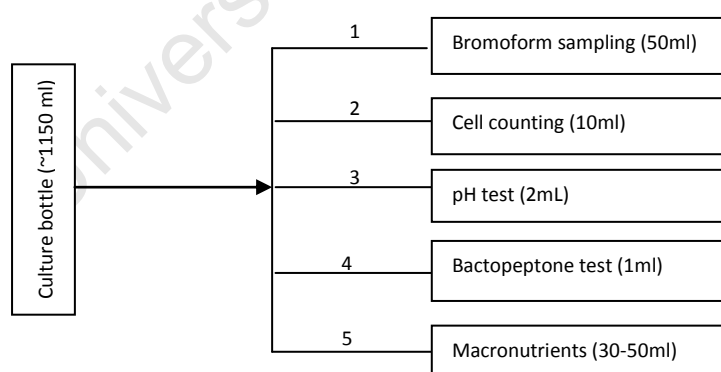 1
Bromoform sampling (50ml)
2
Cell counting (10ml)
Culture bottle (~1150 ml)
3
pH test (2mL)
4
Bactopeptone test (1ml)
5
Macronutrients (30-50ml)